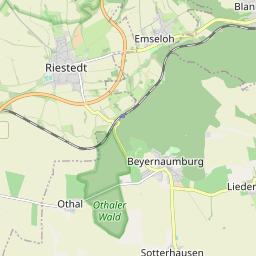 Blan
Emseloh
Riestedt
Beyernaumburg
Lieder
Othal
Othaler
Wald
Sotterhausen